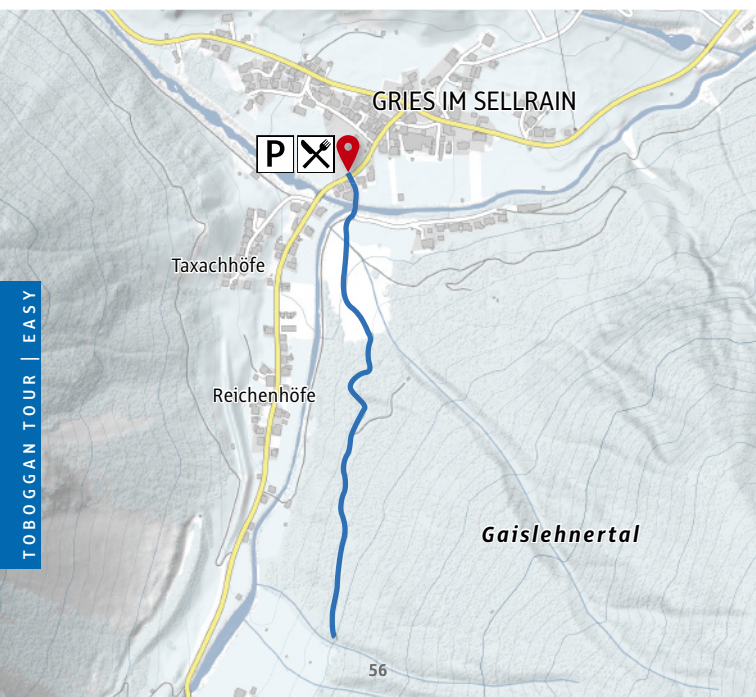 GRIES IM SELLRAIN
P
Taxachhöfe
TOBOGGAN TOUR | EASY
Reichenhöfe
Gaislehnertal
56